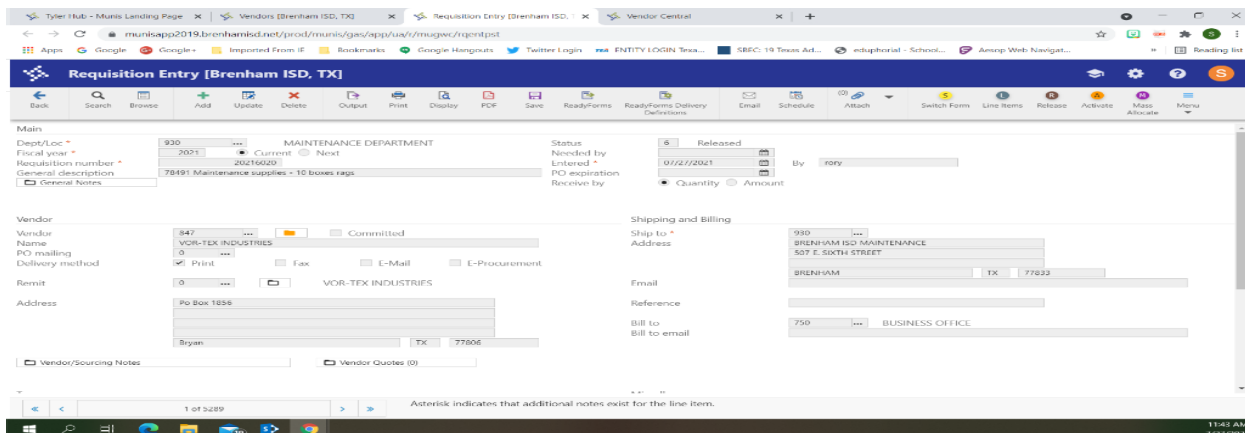 Tyler Hub - Munis Landing Page Vendors [Brenham ISD, TX] Requisition Entry [Brenham ISD, T Vendor Central
munisapp2019.brenhamisd.net/prod/munis/gas/app/ua/r/mugwc/rqentpst
Apps Google Google+ Imported From IE Bookmarks Google Hangouts Twitter Login ENTITY LOGIN Texa... SBEC: 19 Texas Ad... eduphorial - School... Aesop Web Navigat... » Reading list
Requisition Entry [Brenham ISD, TX] S
Back Search Browse Add Update Delete Output Print Display PDF Save ReadyForms ReadyForms Delivery Definitions Email Schedule (0) Attach Switch Form Line Items Release Activate Mass Allocate Menu
Main
Dept/Loc * 930 ... MAINTENANCE DEPARTMENT Status 6 Released
Fiscal year * 2021 Current Next Needed by
Requisition number * 20216020 Entered * 07/27/2021 By rory
General description 78491 Maintenance supplies - 10 boxes rags PO expiration
General Notes Receive by Quantity Amount
Vendor Shipping and Billing
Vendor 847 ... Committed Ship to * 930 ...
Name VOR-TEX INDUSTRIES Address BRENHAM ISD MAINTENANCE
PO mailing 0 ... 507 E. SIXTH STREET
Delivery method Print Fax E-Mail E-Procurement
BRENHAM TX 77833
Remit 0 ... VOR-TEX INDUSTRIES Email
Address Po Box 1856 Reference
Bill to 750 ... BUSINESS OFFICE
Bill to email
Bryan TX 77806
Vendor/Sourcing Notes Vendor Quotes (0)
1 of 5289 Asterisk indicates that additional notes exist for the line item.
11:43 AM